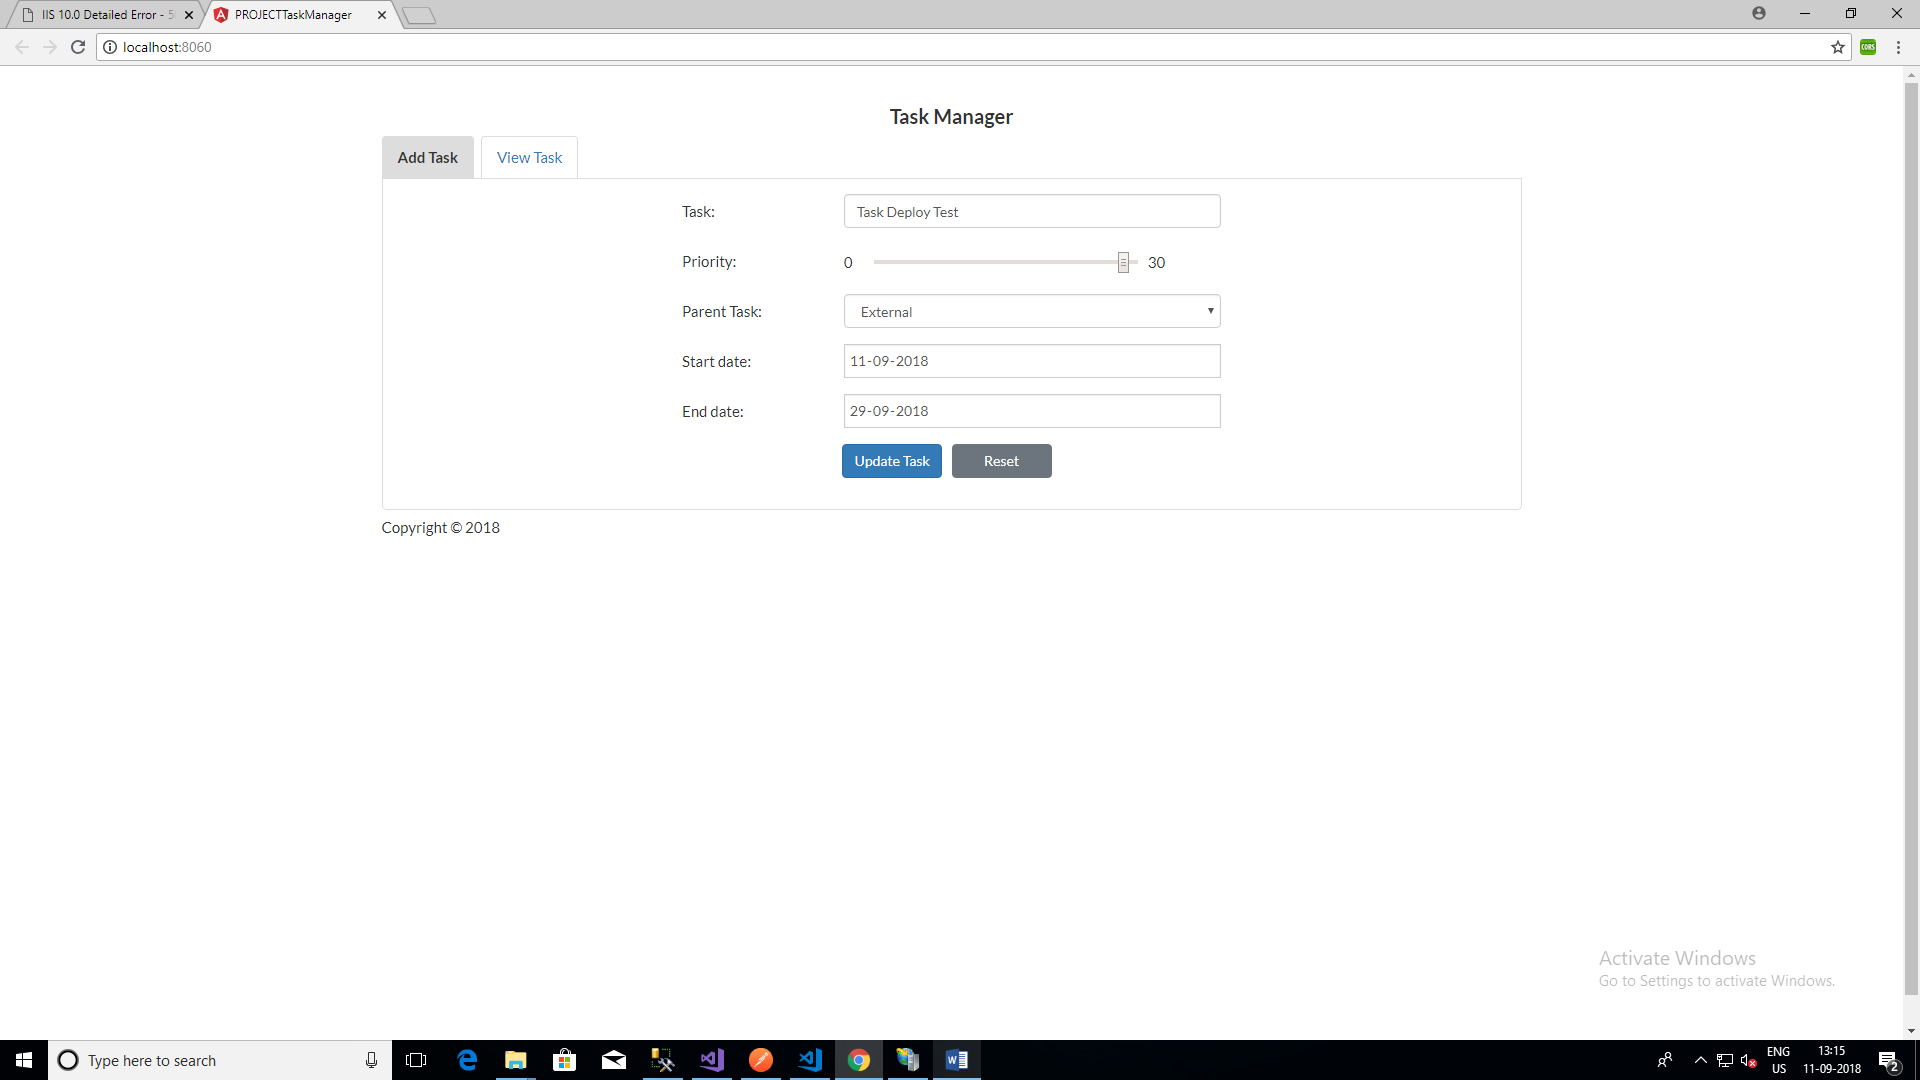 IIS 10.0 Detailed Error - 5
PROJECTTaskManager
localhost:8060
CORS
Task Manager
Add Task
View Task
Task:
Task Deploy Test
Priority:
0
30
Parent Task:
External
Start date:
11-09-2018
End date:
29-09-2018
Update Task
Reset
Copyright © 2018
Activate Windows
Go to Settings to activate Windows.
Type here to search
ENG
US
13:15
11-09-2018
2